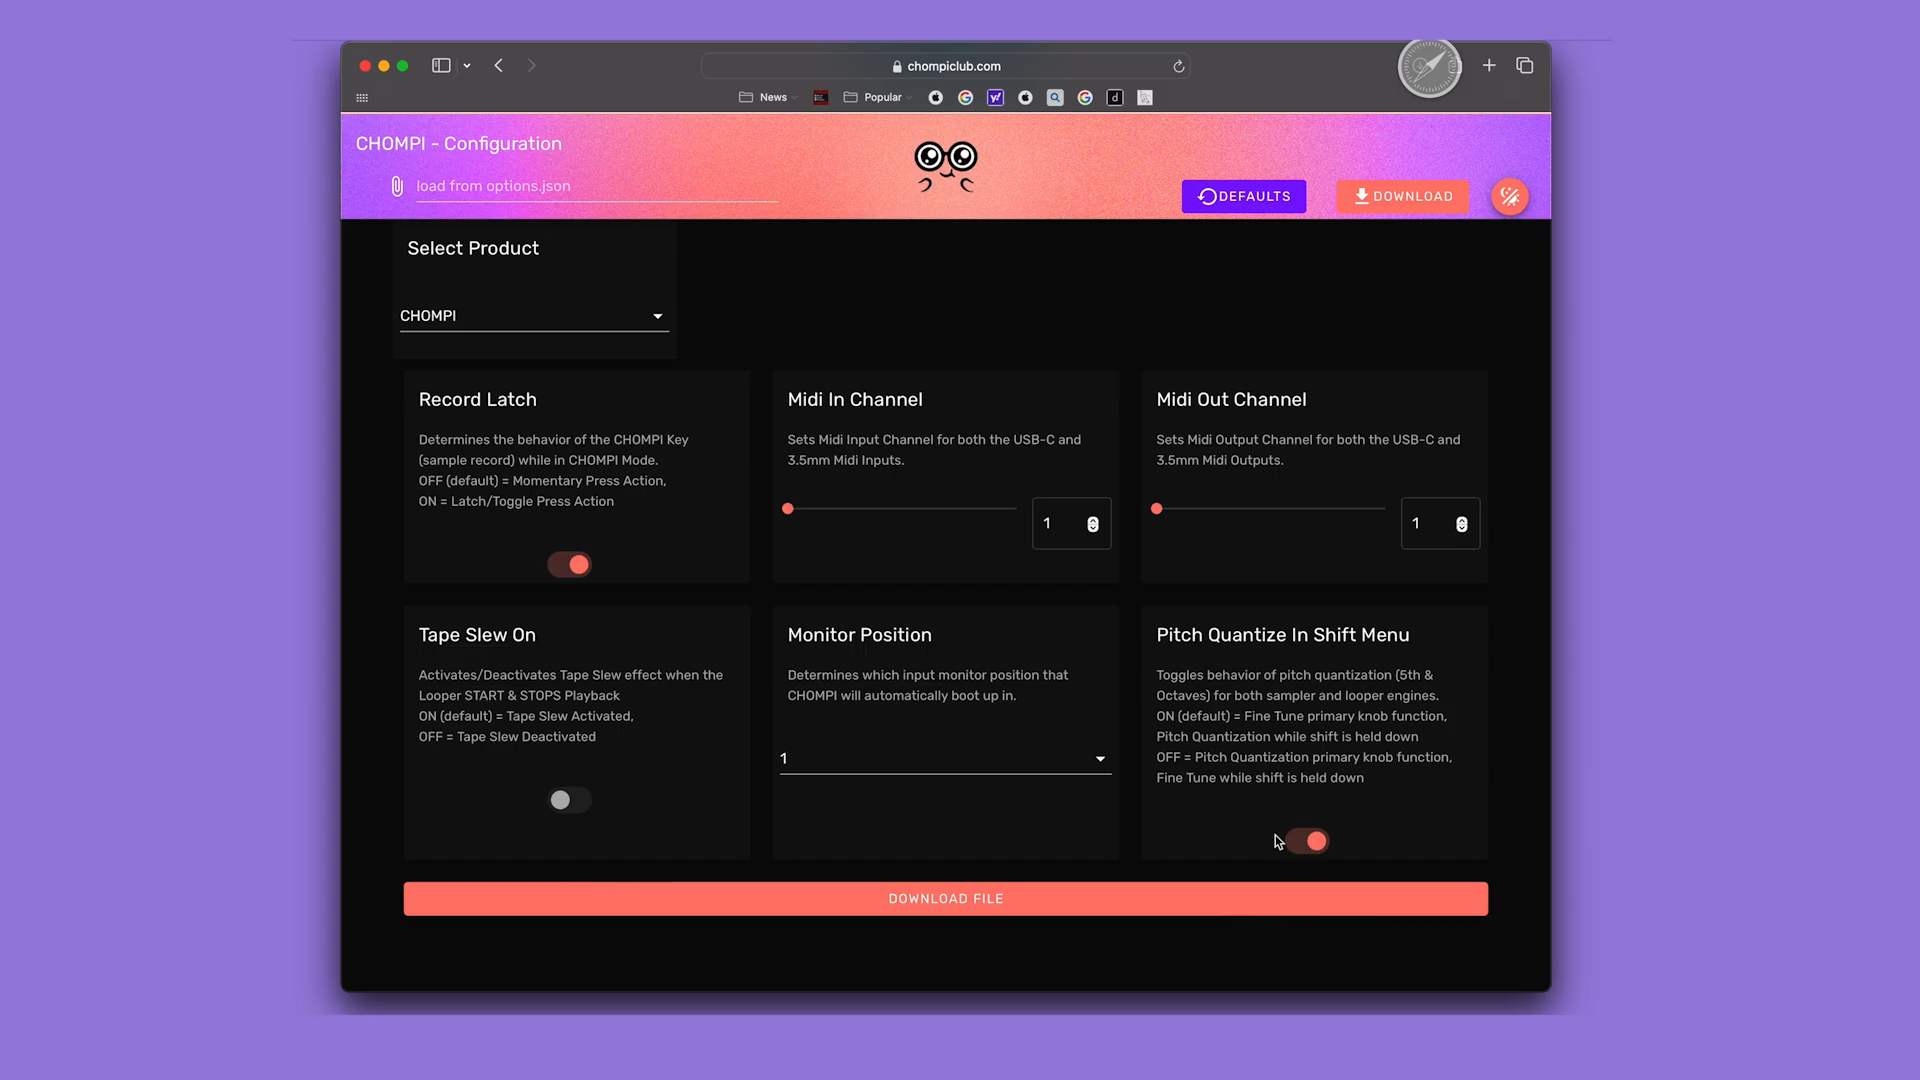 chompiclub.com
News
Popular
y!
d
CHOMPI - Configuration
load from options.json
DEFAULTS
DOWNLOAD
Select Product
CHOMPI
Record Latch
Determines the behavior of the CHOMPI Key
(sample record) while in CHOMPI Mode.
OFF (default) = Momentary Press Action,
ON = Latch/Toggle Press Action
Midi In Channel
Sets Midi Input Channel for both the USB-C and
3.5mm Midi Inputs.
1
Midi Out Channel
Sets Midi Output Channel for both the USB-C and
3.5mm Midi Outputs.
1
Tape Slew On
Activates/Deactivates Tape Slew effect when the
Looper START & STOPS Playback
ON (default) = Tape Slew Activated,
OFF = Tape Slew Deactivated
Monitor Position
Determines which input monitor position that
CHOMPI will automatically boot up in.
1
Pitch Quantize In Shift Menu
Toggles behavior of pitch quantization (5th &
Octaves) for both sampler and looper engines.
ON (default) = Fine Tune primary knob function,
Pitch Quantization while shift is held down
OFF = Pitch Quantization primary knob function,
Fine Tune while shift is held down
DOWNLOAD FILE